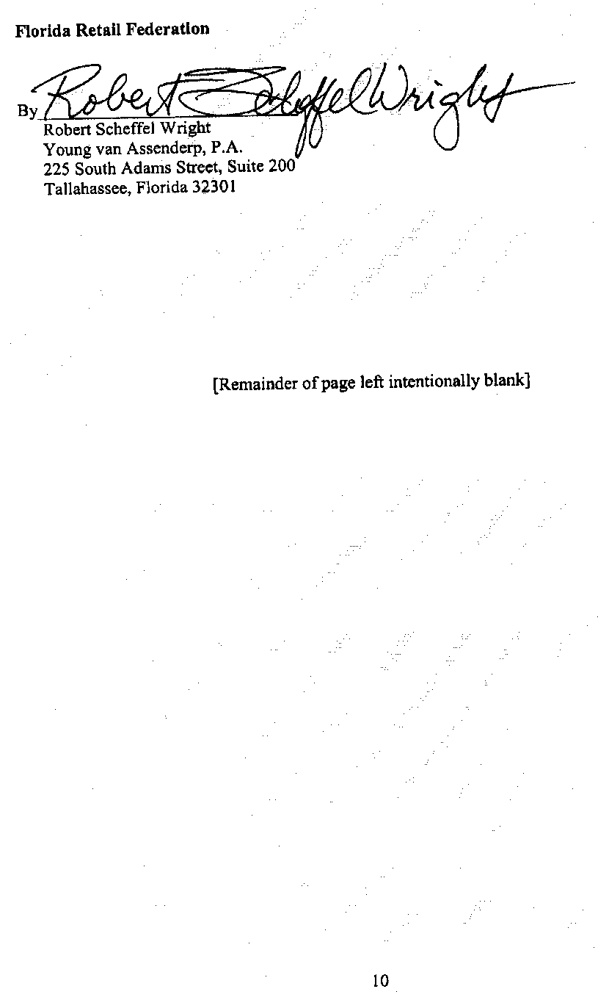 Florida Retail Federation
Robert Scheffel Wright
By
Robert Scheffel Wright
Young van Assenderp, P.A.
225 South Adams Street, Suite 200
Tallahassee, Florida 32301
[Remainder of page left intentionally blank]
10